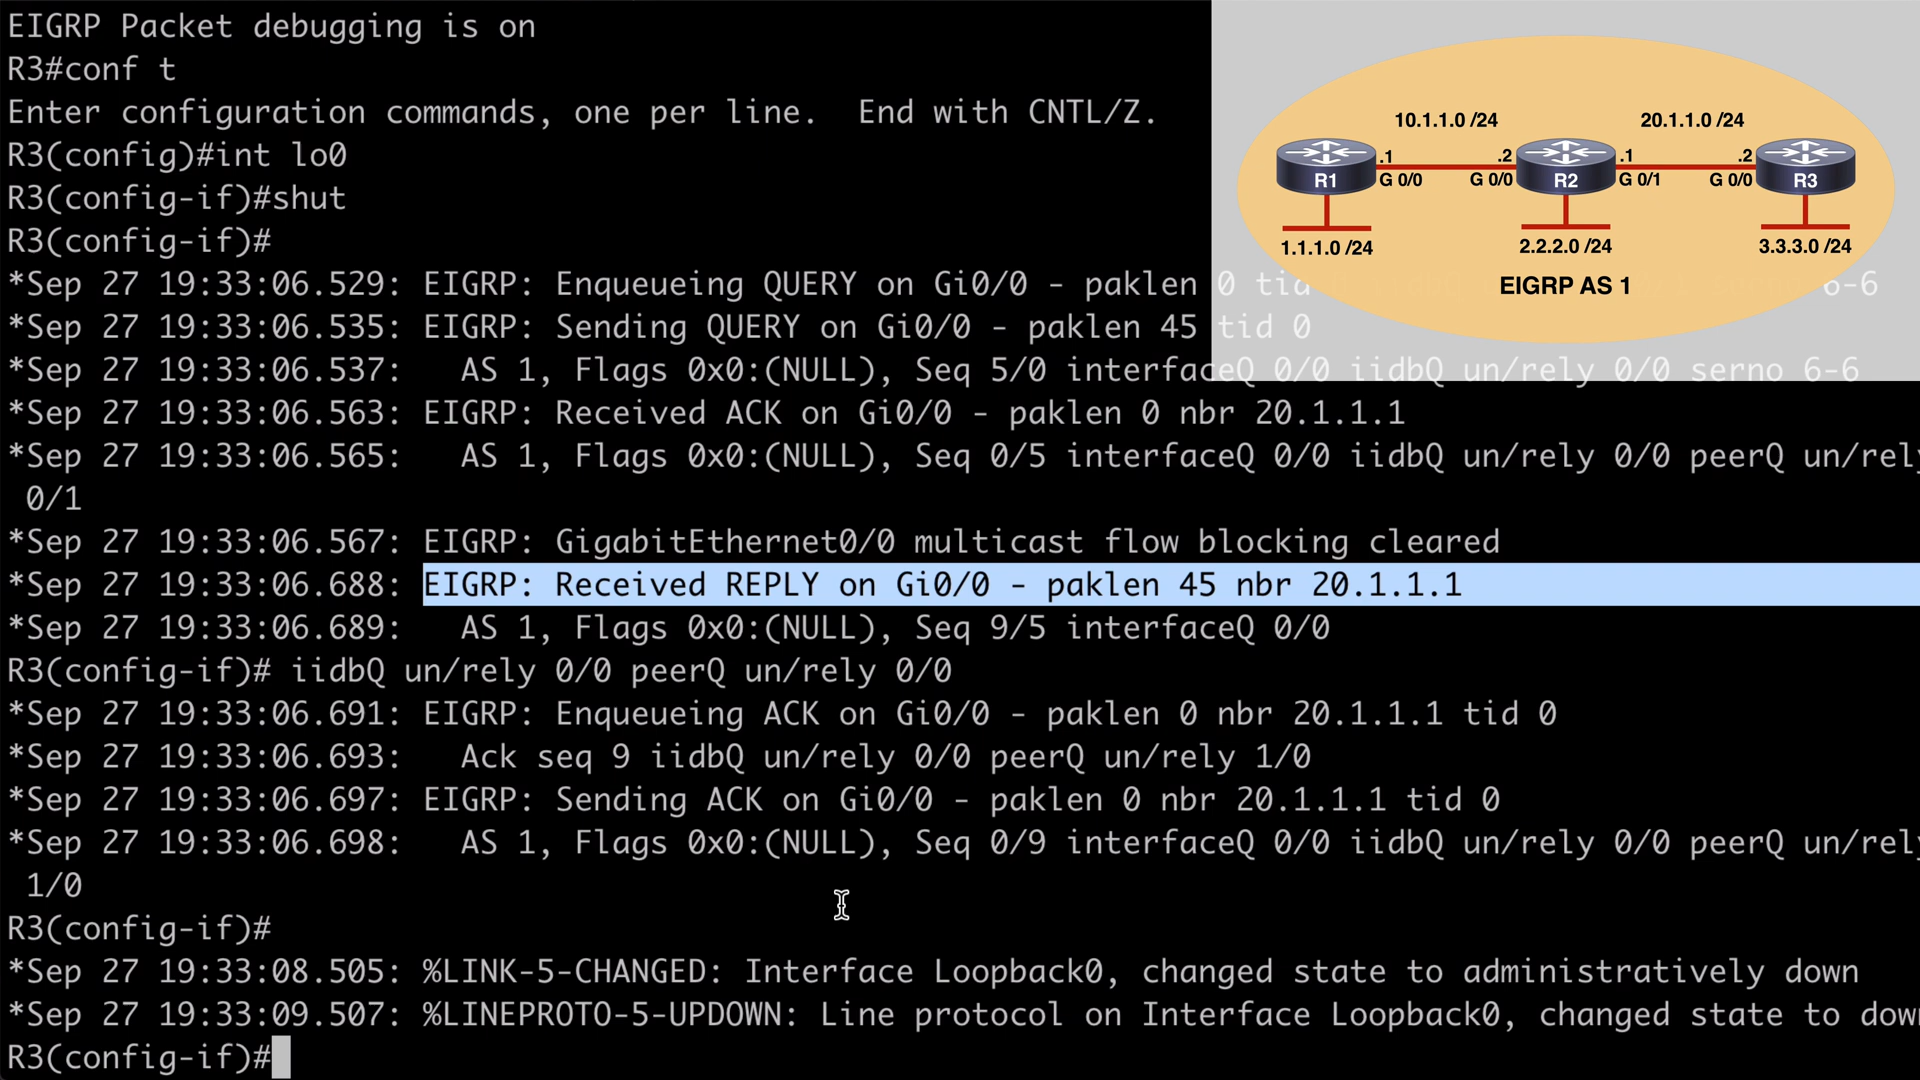 EIGRP Packet debugging is on
R3#conf t
Enter configuration commands, one per line.  End with CNTL/Z.
R3(config)#int lo0
R3(config-if)#shut
R3(config-if)#
*Sep 27 19:33:06.529: EIGRP: Enqueueing QUERY on Gi0/0 - paklen 0 tid 0 iidbQ serno 6-6
*Sep 27 19:33:06.535: EIGRP: Sending QUERY on Gi0/0 - paklen 45 tid 0
*Sep 27 19:33:06.537:   AS 1, Flags 0x0:(NULL), Seq 5/0 interfaceQ 0/0 iidbQ un/rely 0/0 serno 6-6
*Sep 27 19:33:06.563: EIGRP: Received ACK on Gi0/0 - paklen 0 nbr 20.1.1.1
*Sep 27 19:33:06.565:   AS 1, Flags 0x0:(NULL), Seq 0/5 interfaceQ 0/0 iidbQ un/rely 0/0 peerQ un/rely
0/1
*Sep 27 19:33:06.567: EIGRP: GigabitEthernet0/0 multicast flow blocking cleared
*Sep 27 19:33:06.688: EIGRP: Received REPLY on Gi0/0 - paklen 45 nbr 20.1.1.1
*Sep 27 19:33:06.689:   AS 1, Flags 0x0:(NULL), Seq 9/5 interfaceQ 0/0
R3(config-if)# iidbQ un/rely 0/0 peerQ un/rely 0/0
*Sep 27 19:33:06.691: EIGRP: Enqueueing ACK on Gi0/0 - paklen 0 nbr 20.1.1.1 tid 0
*Sep 27 19:33:06.693:   Ack seq 9 iidbQ un/rely 0/0 peerQ un/rely 1/0
*Sep 27 19:33:06.697: EIGRP: Sending ACK on Gi0/0 - paklen 0 nbr 20.1.1.1 tid 0
*Sep 27 19:33:06.698:   AS 1, Flags 0x0:(NULL), Seq 0/9 interfaceQ 0/0 iidbQ un/rely 0/0 peerQ un/rely
1/0
R3(config-if)#
*Sep 27 19:33:08.505: %LINK-5-CHANGED: Interface Loopback0, changed state to administratively down
*Sep 27 19:33:09.507: %LINEPROTO-5-UPDOWN: Line protocol on Interface Loopback0, changed state to down
R3(config-if)#
10.1.1.0 /24 20.1.1.0 /24
.1 .2 .1 .2
R1 G 0/0 G 0/0 R2 G 0/1 G 0/0 R3
1.1.1.0 /24 2.2.2.0 /24 3.3.3.0 /24
EIGRP AS 1